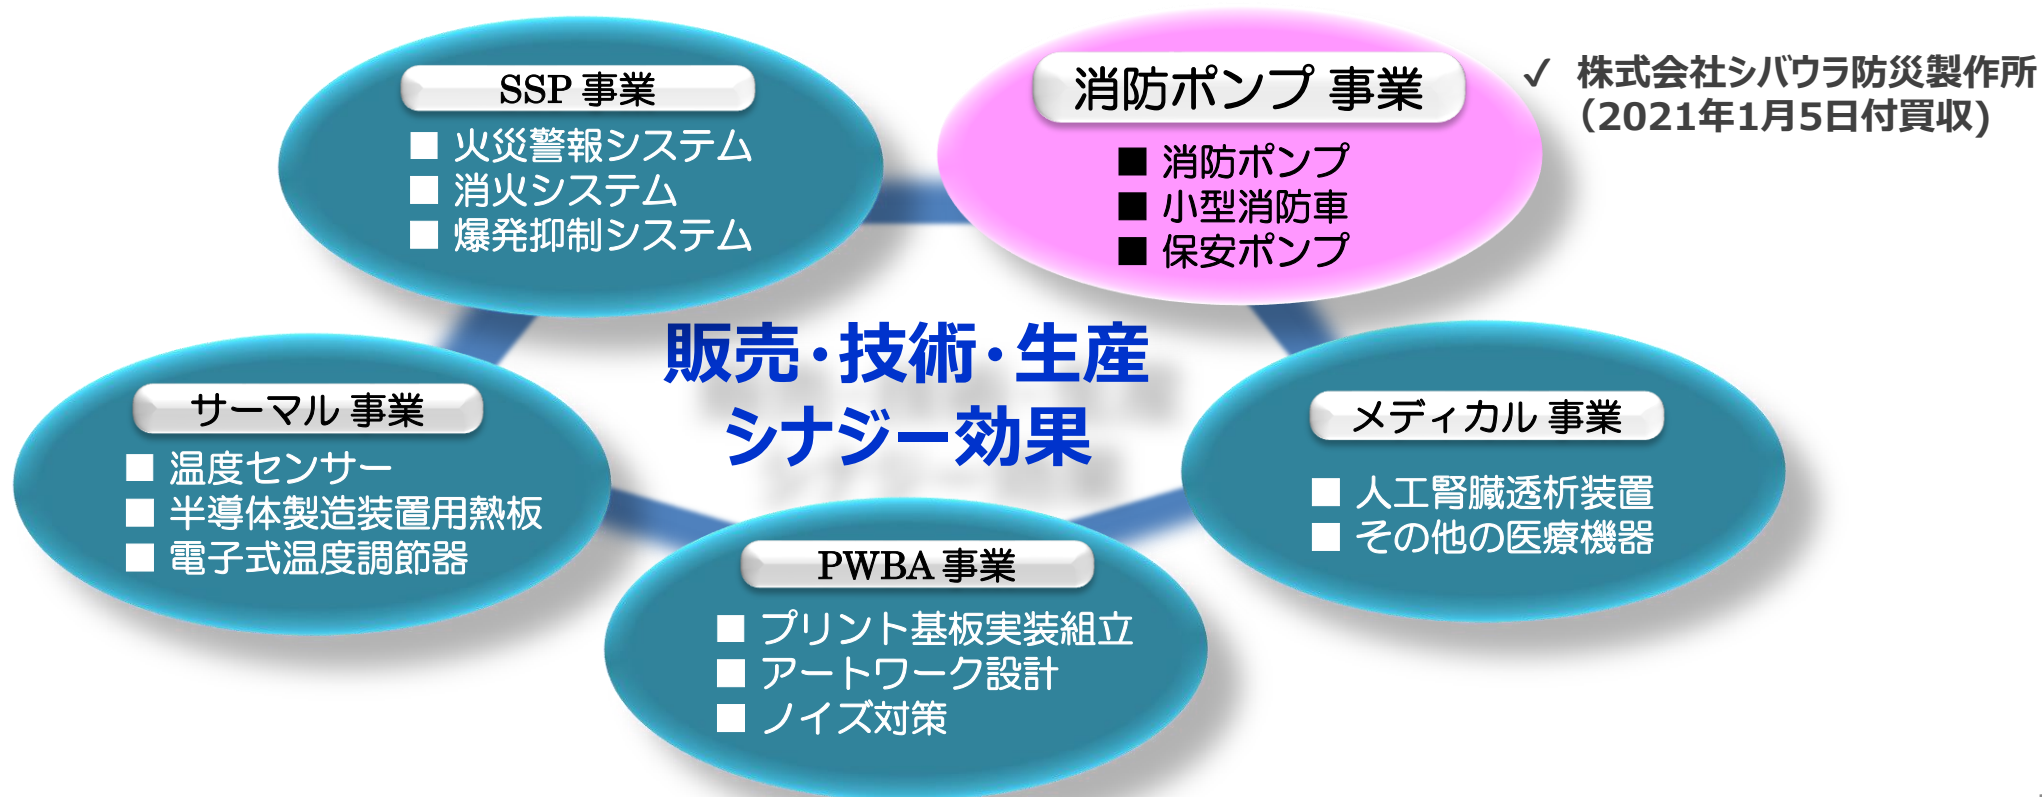 SSP 事業
■ 火災警報システム
■ 消火システム
■ 爆発抑制システム
消防ポンプ 事業
■ 消防ポンプ
■ 小型消防車
■ 保安ポンプ
✓ 株式会社シバウラ防災製作所
（2021年1月5日付買収)
販売・技術・生産
シナジー効果
サーマル 事業
■ 温度センサー
■ 半導体製造装置用熱板
■ 電子式温度調節器
メディカル 事業
■ 人工腎臓透析装置
■ その他の医療機器
PWBA 事業
■ プリント基板実装組立
■ アートワーク設計
■ ノイズ対策